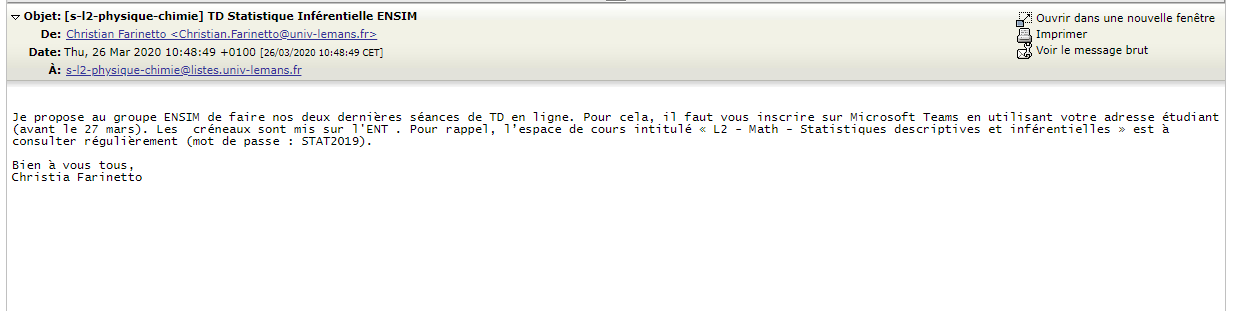 Objet: [s-l2-physique-chimie] TD Statistique Inférentielle ENSIM
De: Christian Farinetto <Christian.Farinetto@univ-lemans.fr>
Date: Thu, 26 Mar 2020 10:48:49 +0100 [26/03/2020 10:48:49 CET]
À: s-l2-physique-chimie@listes.univ-lemans.fr
Ouvrir dans une nouvelle fenêtre
Imprimer
Voir le message brut
Je propose au groupe ENSIM de faire nos deux dernières séances de TD en ligne. Pour cela, il faut vous inscrire sur Microsoft Teams en utilisant votre adresse étudiant
(avant le 27 mars). Les  créneaux sont mis sur l'ENT . Pour rappel, l’espace de cours intitulé « L2 - Math - Statistiques descriptives et inférentielles » est à
consulter régulièrement (mot de passe : STAT2019).
Bien à vous tous,
Christia Farinetto